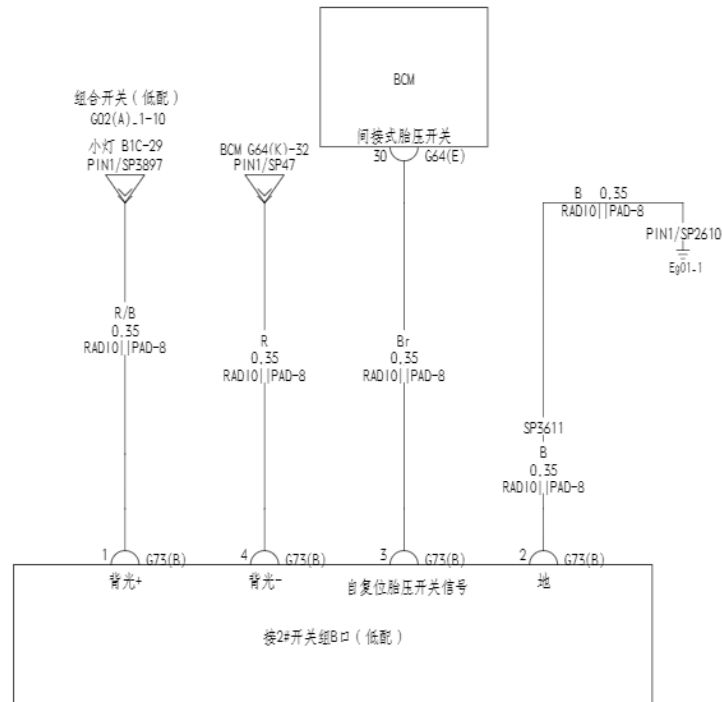 BCM
组合开关（低配）
G02(A)_1-10
小灯 B1C-29
PIN1/SP3897
BCM G64(K)-32
PIN1/SP47
间接式胎压开关
30 G64(E)
B 0.35
RADIO||PAD-8
PIN1/SP2610
Eg01-1
R/B
0.35
RADIO||PAD-8
R
0.35
RADIO||PAD-8
Br
0.35
RADIO||PAD-8
SP3611
B
0.35
RADIO||PAD-8
1 G73(B)
4 G73(B)
3 G73(B)
2 G73(B)
背光+
背光-
自复位胎压开关信号
地
接2#开关组B口（低配）